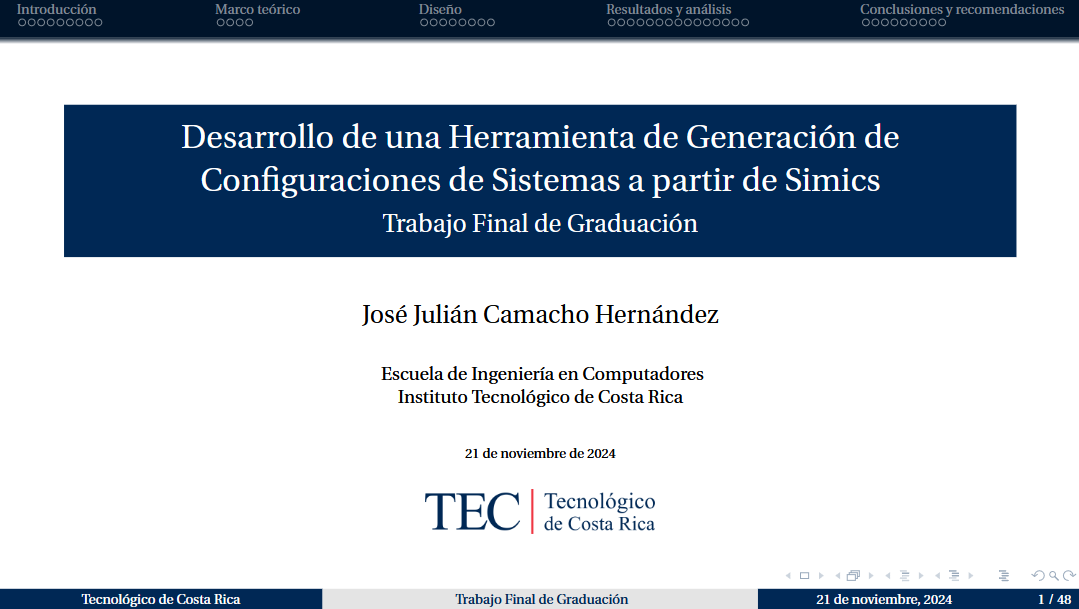 Introducción
Marco teórico
Diseño
Resultados y análisis
Conclusiones y recomendaciones
Desarrollo de una Herramienta de Generación de
Configuraciones de Sistemas a partir de Simics
Trabajo Final de Graduación
José Julián Camacho Hernández
Escuela de Ingeniería en Computadores
Instituto Tecnológico de Costa Rica
21 de noviembre de 2024
TEC
Tecnológico
de Costa Rica
Tecnológico de Costa Rica
Trabajo Final de Graduación
21 de noviembre, 2024
1 / 48